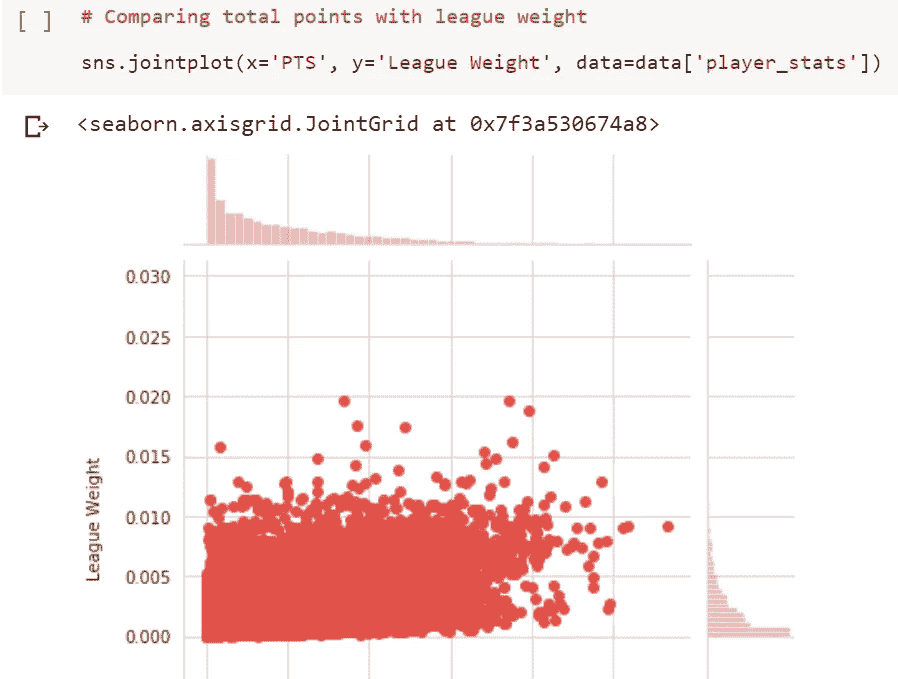 [ ] # Comparing total points with league weight
sns.jointplot(x='PTS', y='League Weight', data=data['player_stats'])
<seaborn.axisgrid.JointGrid at 0x7f3a530674a8>
0.030
0.025
0.020
0.015
0.010
0.005
0.000
League Weight